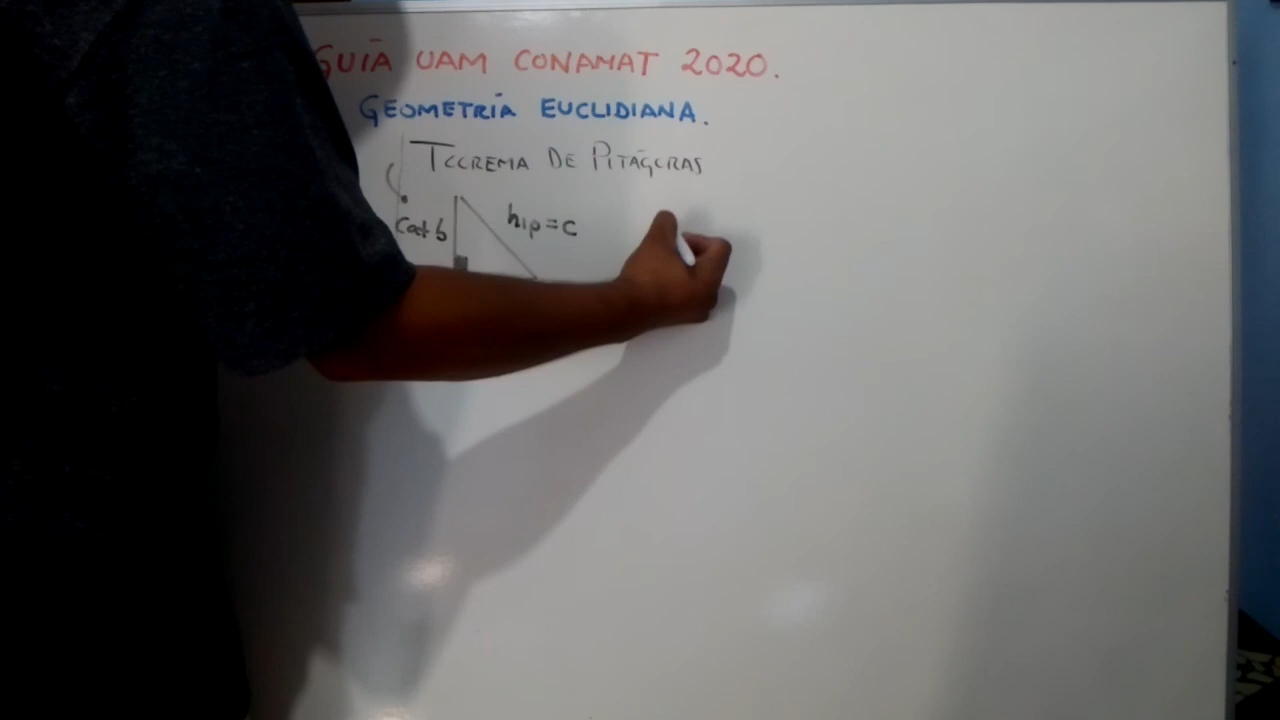 GUÍA UAM CONAMAT 2020.
GEOMETRÍA EUCLIDIANA.
TEOREMA DE PITÁGORAS
Cat b
hip=c